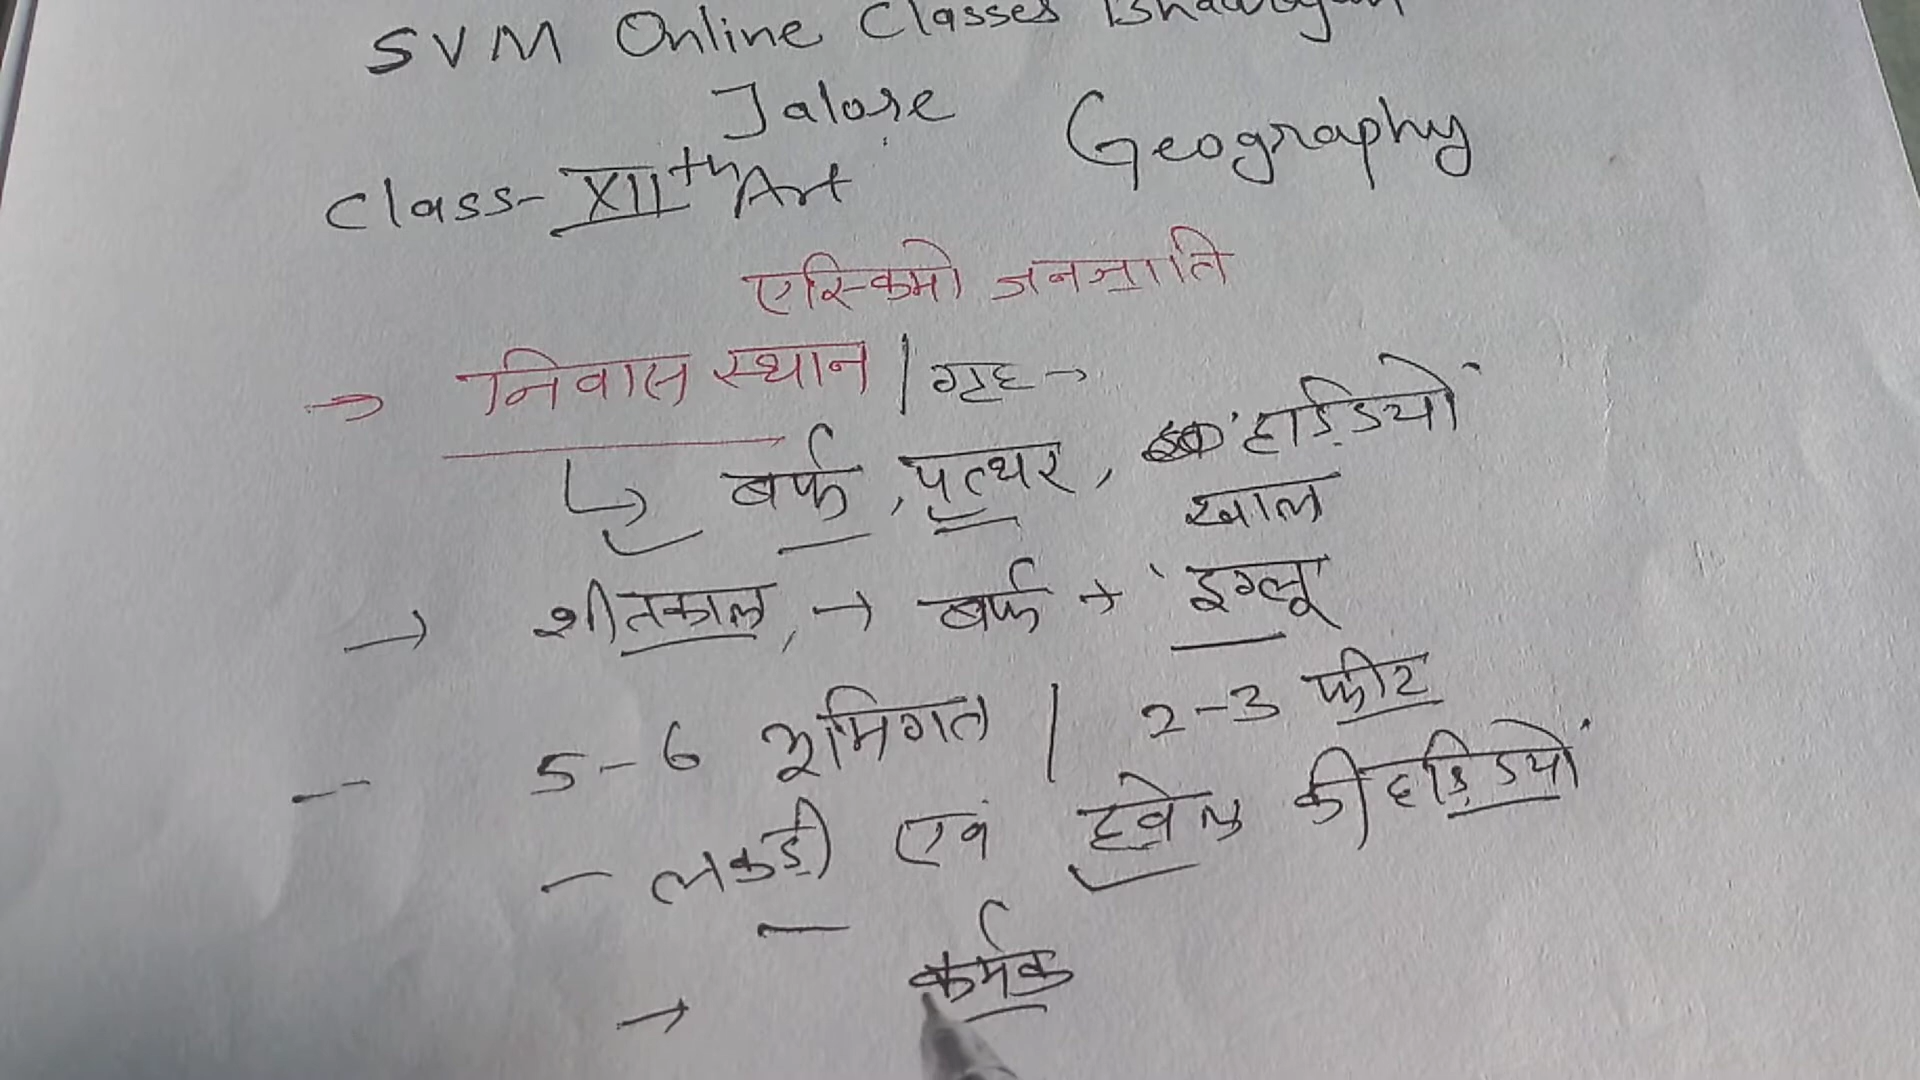 SVM Online Classes
Jalore
Class- XIIth Art Geography
एस्किमो जनजाति
→ निवास स्थान | गृह →
↳ बर्फ, पत्थर, हड्डियों
खाल
→ शीतकाल, → बर्फ → 'इग्लू'
-- 5-6 भूमिगत | 2-3 फीट
- लकड़ी एवं ह्वेल की हड्डियों
→ कर्मक